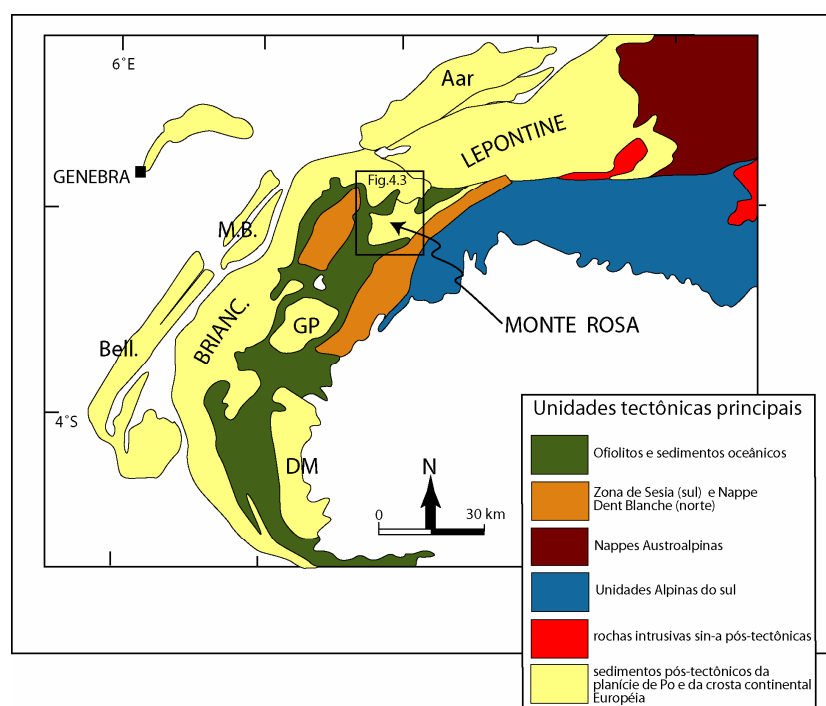 6°E
Aar
LEPONTINE
GENEBRA
Fig.4.3
M.B.
BRIANC.
GP
MONTE ROSA
Bell.
4°S
DM
N
0 30 km
Unidades tectônicas principais
Ofiolitos e sedimentos oceânicos
Zona de Sesia (sul) e Nappe
Dent Blanche (norte)
Nappes Austroalpinas
Unidades Alpinas do sul
rochas intrusivas sin-a pós-tectônicas
sedimentos pós-tectônicos da
planície de Po e da crosta continental
Européia